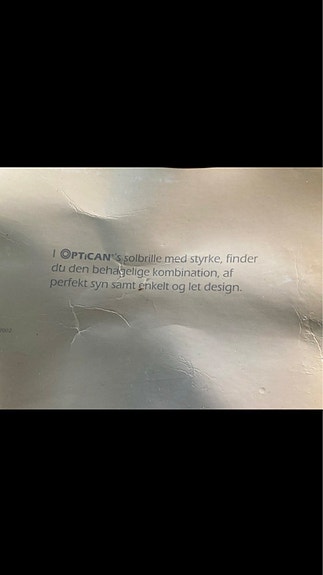 I OPTiCAN's solbrille med styrke, finder
du den behagelige kombination, af
perfekt syn samt enkelt og let design.